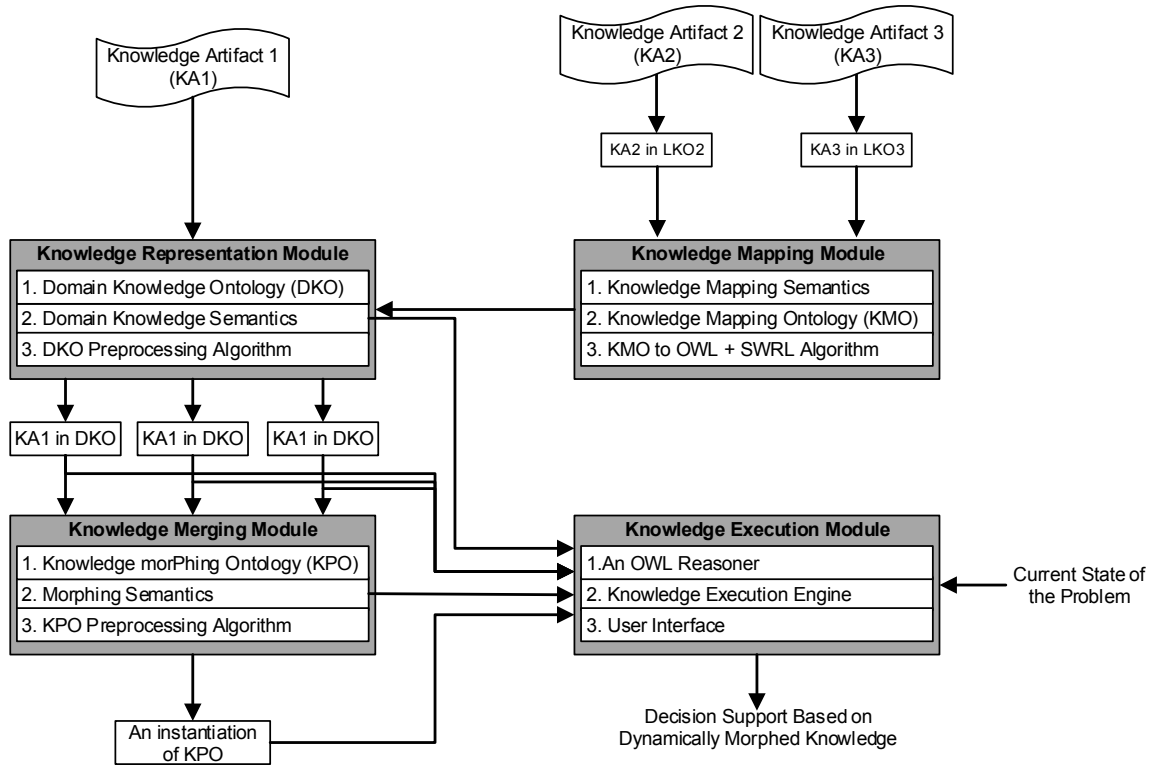 Knowledge Artifact 1
(KA1)
Knowledge Artifact 2
(KA2)
Knowledge Artifact 3
(KA3)
KA2 in LKO2
KA3 in LKO3
Knowledge Representation Module
1. Domain Knowledge Ontology (DKO)
2. Domain Knowledge Semantics
3. DKO Preprocessing Algorithm
Knowledge Mapping Module
1. Knowledge Mapping Semantics
2. Knowledge Mapping Ontology (KMO)
3. KMO to OWL + SWRL Algorithm
KA1 in DKO
KA1 in DKO
KA1 in DKO
Knowledge Merging Module
1. Knowledge morPhing Ontology (KPO)
2. Morphing Semantics
3. KPO Preprocessing Algorithm
Knowledge Execution Module
1.An OWL Reasoner
2. Knowledge Execution Engine
3. User Interface
Current State of
the Problem
An instantiation
of KPO
Decision Support Based on
Dynamically Morphed Knowledge